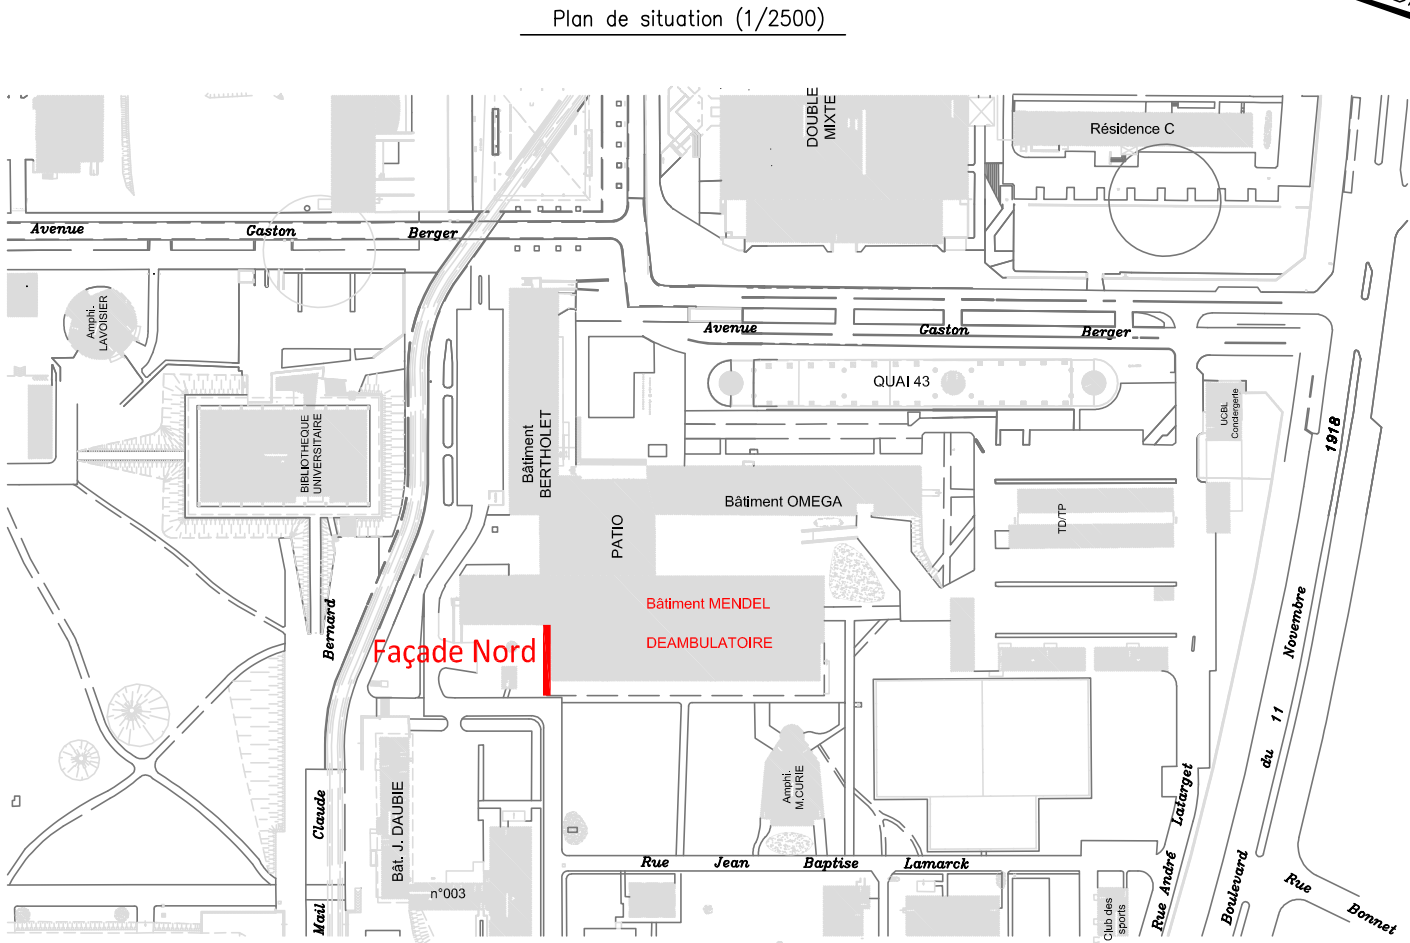 Plan de situation (1/2500)
DOUBLE
MIXTE
Résidence C
Avenue Gaston Berger
Amphi.
LAVOISIER
Avenue Gaston Berger
QUAI 43
UCBL
Conciergerie
1918
BIBLIOTHEQUE
UNIVERSITAIRE
Bâtiment
BERTHOLET
Bâtiment OMEGA
PATIO
TD/TP
Bâtiment MENDEL
DEAMBULATOIRE
Façade Nord
Bernard
Novembre
du 11
Amphi.
M.CURIE
Latarget
Claude
Bât. J. DAUBIE
Rue Jean Baptise Lamarck
n°003
Mail
Club des
sports
Rue André
Boulevard
Rue
Bonnet